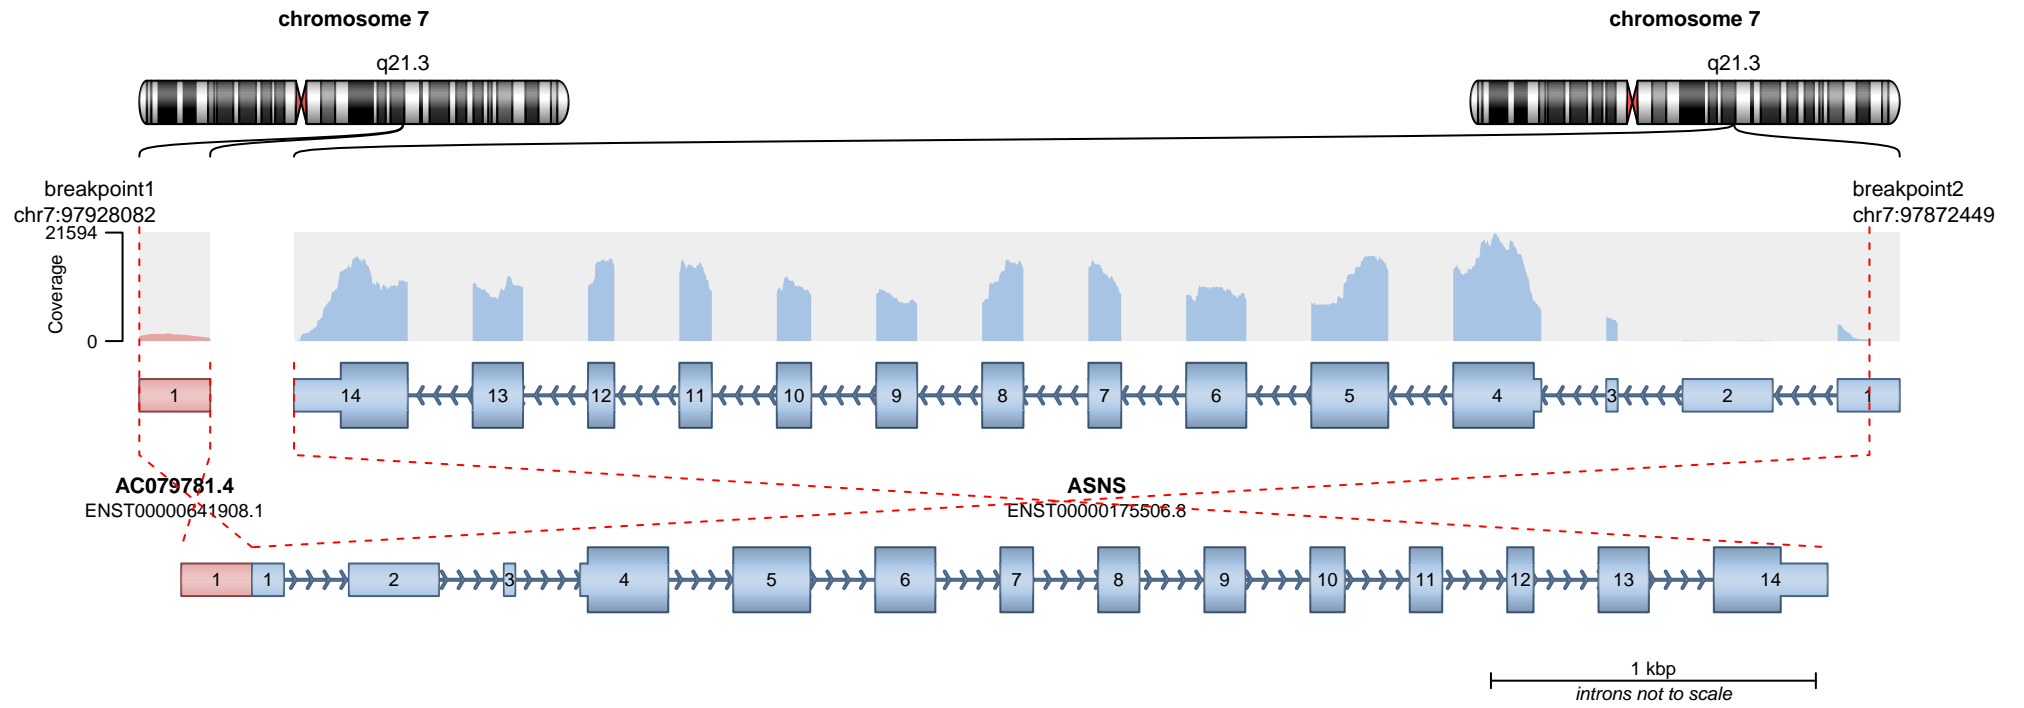 chromosome 7
chromosome 7
q21.3
q21.3
breakpoint1
chr7:97928082
breakpoint2
chr7:97872449
21594
Coverage
0
1 14 13 12 11 10 9 8 7 6 5 4 3 2 1
AC079781.4
ENST00000641908.1
ASNS
ENST00000175506.8
1 1 2 3 4 5 6 7 8 9 10 11 12 13 14
1 kbp
introns not to scale